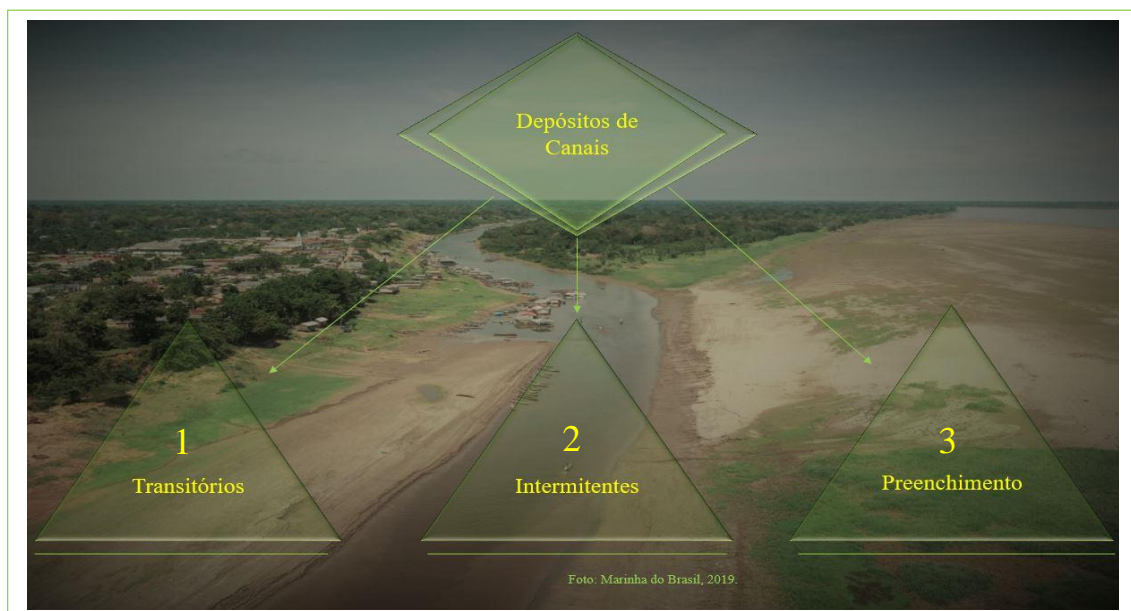 Depósitos de
Canais
1
Transitórios
2
Intermitentes
3
Preenchimento
Foto: Marinha do Brasil, 2019.